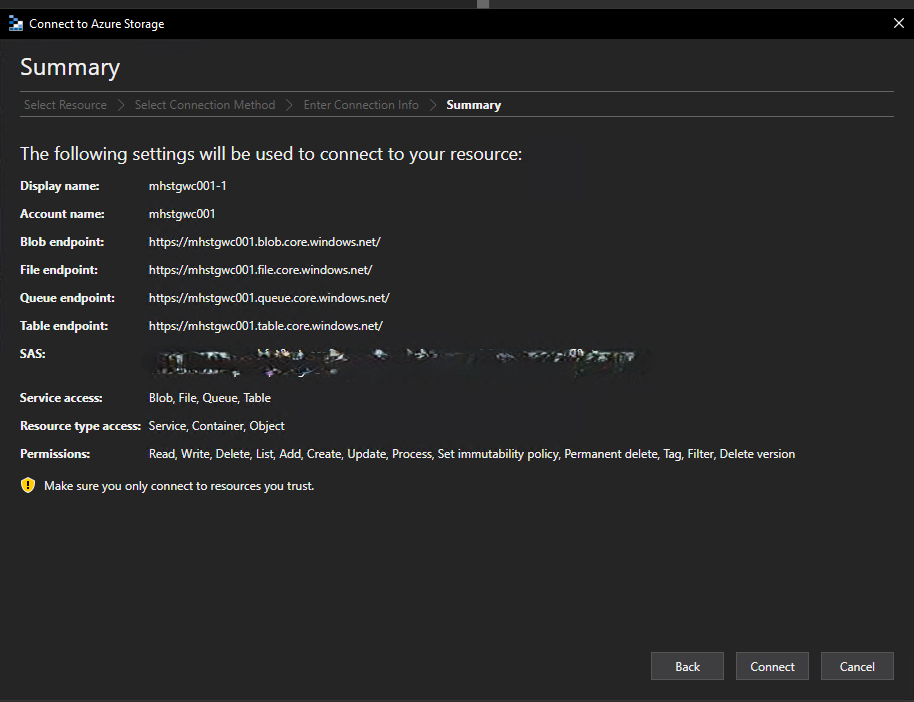 Connect to Azure Storage
Summary
Select Resource
Select Connection Method
Enter Connection Info
Summary
The following settings will be used to connect to your resource:
Display name: mhstgwc001-1
Account name: mhstgwc001
Blob endpoint: https://mhstgwc001.blob.core.windows.net/
File endpoint: https://mhstgwc001.file.core.windows.net/
Queue endpoint: https://mhstgwc001.queue.core.windows.net/
Table endpoint: https://mhstgwc001.table.core.windows.net/
SAS:
Service access: Blob, File, Queue, Table
Resource type access: Service, Container, Object
Permissions: Read, Write, Delete, List, Add, Create, Update, Process, Set immutability policy, Permanent delete, Tag, Filter, Delete version
Make sure you only connect to resources you trust.
Back
Connect
Cancel